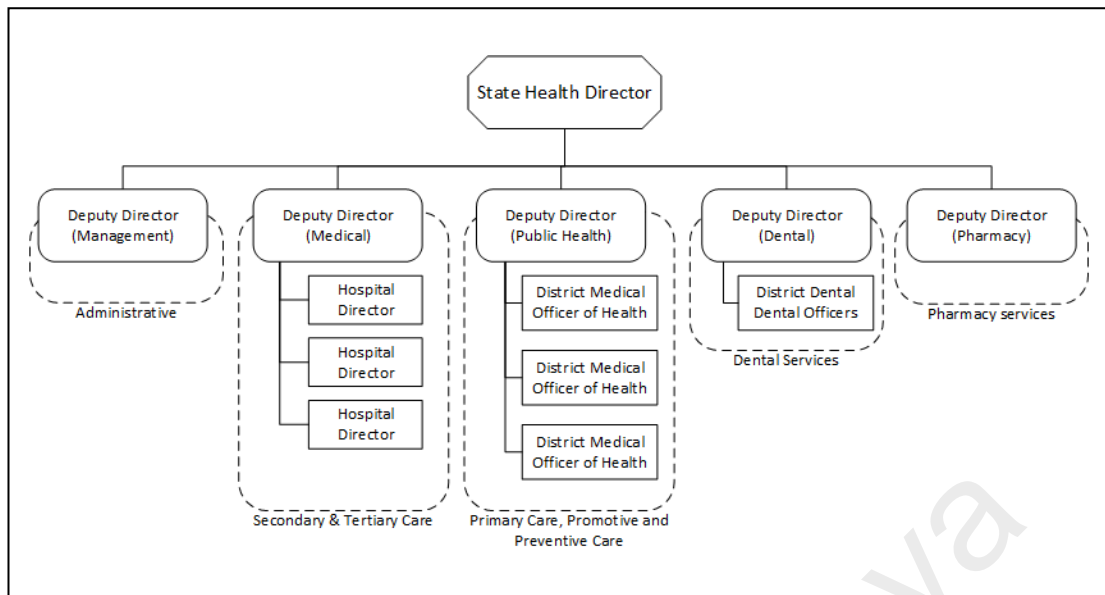 State Health Director
Deputy Director
(Management)
Administrative
Deputy Director
(Medical)
Hospital
Director
Hospital
Director
Hospital
Director
Secondary & Tertiary Care
Deputy Director
(Public Health)
District Medical
Officer of Health
District Medical
Officer of Health
District Medical
Officer of Health
Primary Care, Promotive and
Preventive Care
Deputy Director
(Dental)
District Dental
Dental Officers
Dental Services
Deputy Director
(Pharmacy)
Pharmacy services
ya